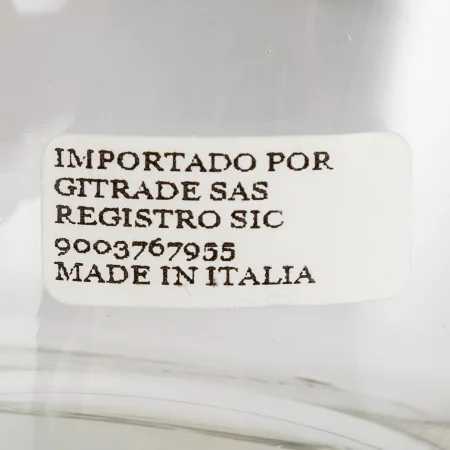 IMPORTADO POR
GITRADE SAS
REGISTRO SIC
9003767955
MADE IN ITALIA